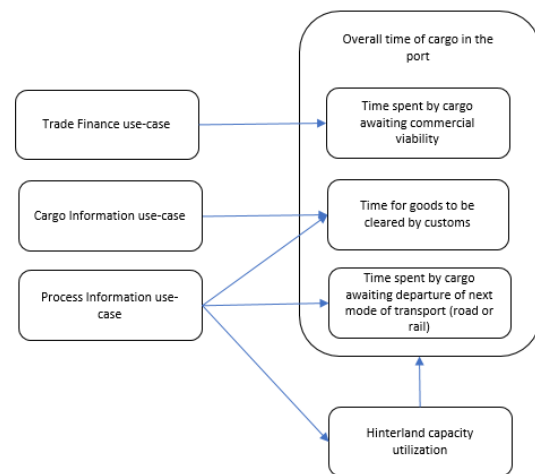 Overall time of cargo in the
port
Trade Finance use-case
Time spent by cargo
awaiting commercial
viability
Cargo Information use-case
Time for goods to be
cleared by customs
Process Information use-
case
Time spent by cargo
awaiting departure of next
mode of transport (road or
rail)
Hinterland capacity
utilization